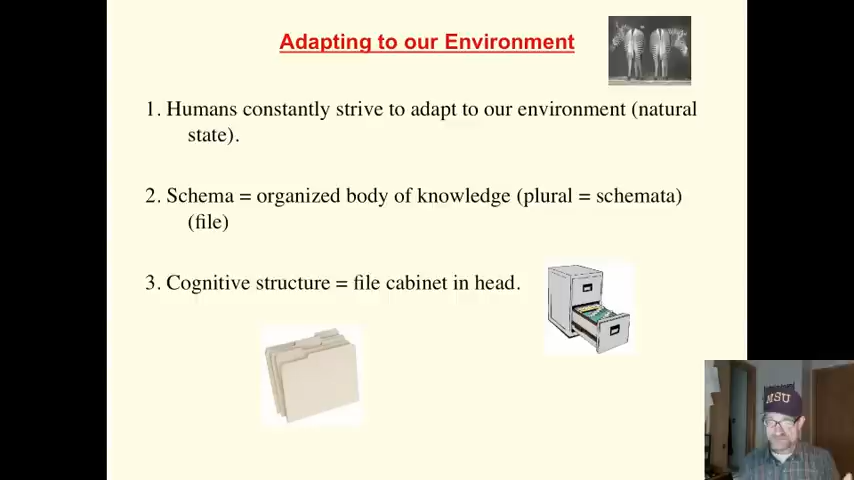 Adapting to our Environment
1. Humans constantly strive to adapt to our environment (natural
state).
2. Schema = organized body of knowledge (plural = schemata)
(file)
3. Cognitive structure = file cabinet in head.
MSU